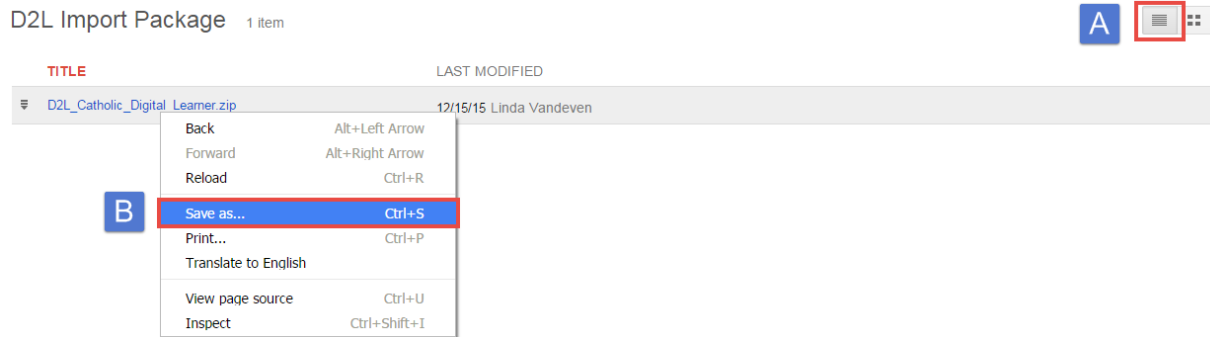 D2L Import Package 1 item
A
TITLE LAST MODIFIED
D2L_Catholic_Digital_Learner.zip 12/15/15 Linda Vandeven
Back Alt+Left Arrow
Forward Alt+Right Arrow
Reload Ctrl+R
B
Save as... Ctrl+S
Print... Ctrl+P
Translate to English
View page source Ctrl+U
Inspect Ctrl+Shift+I